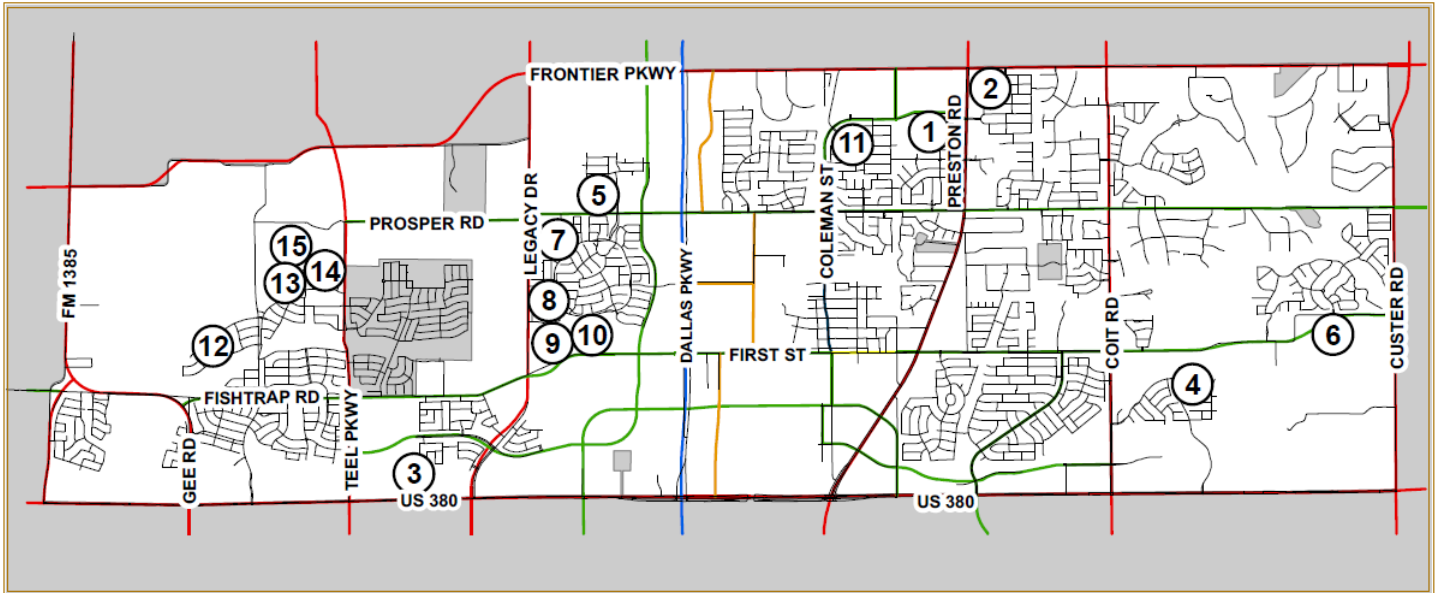 FRONTIER PKWY
2
1
11
PRESTON RD
5
LEGACY DR
COLEMAN ST
PROSPER RD
7
15
14
13
FM 1385
8
DALLAS PKWY
COIT RD
CUSTER RD
12
9
10
6
FIRST ST
4
FISHTRAP RD
TEEL PKWY
GEE RD
3
US 380
US 380